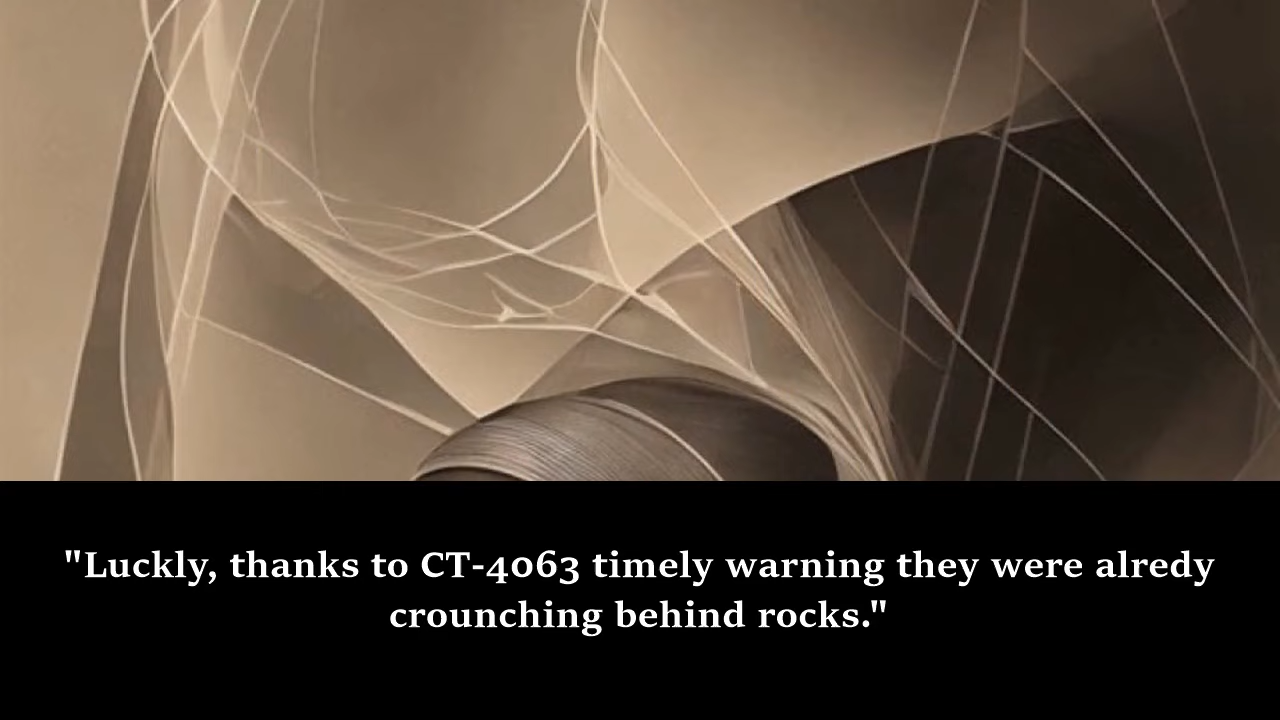 "Luckly, thanks to CT-4063 timely warning they were alredy
crounching behind rocks."